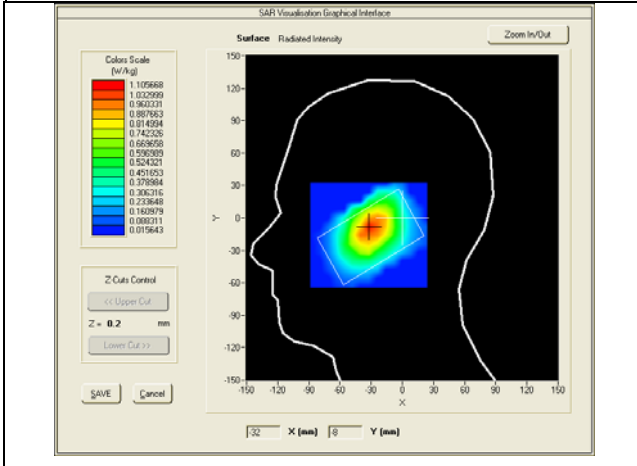 SAR Visualisation Graphical Interface
Surface Radiated Intensity
Zoom In/Out
Colors Scale
(W/kg)
1.105668
1.032999
0.960331
0.887663
0.814994
0.742326
0.669658
0.596989
0.524321
0.451653
0.378984
0.306316
0.233648
0.160979
0.088311
0.015643
150
120
90
60
30
0
-30
-60
-90
-120
-150
Y
-150 -120 -90 -60 -30 0 30 60 90 120 150
X
Z-Cuts Control
<< Upper Cut
Z = 0.2 mm
Lower Cut >>
SAVE Cancel
-32 X (mm) -8 Y (mm)